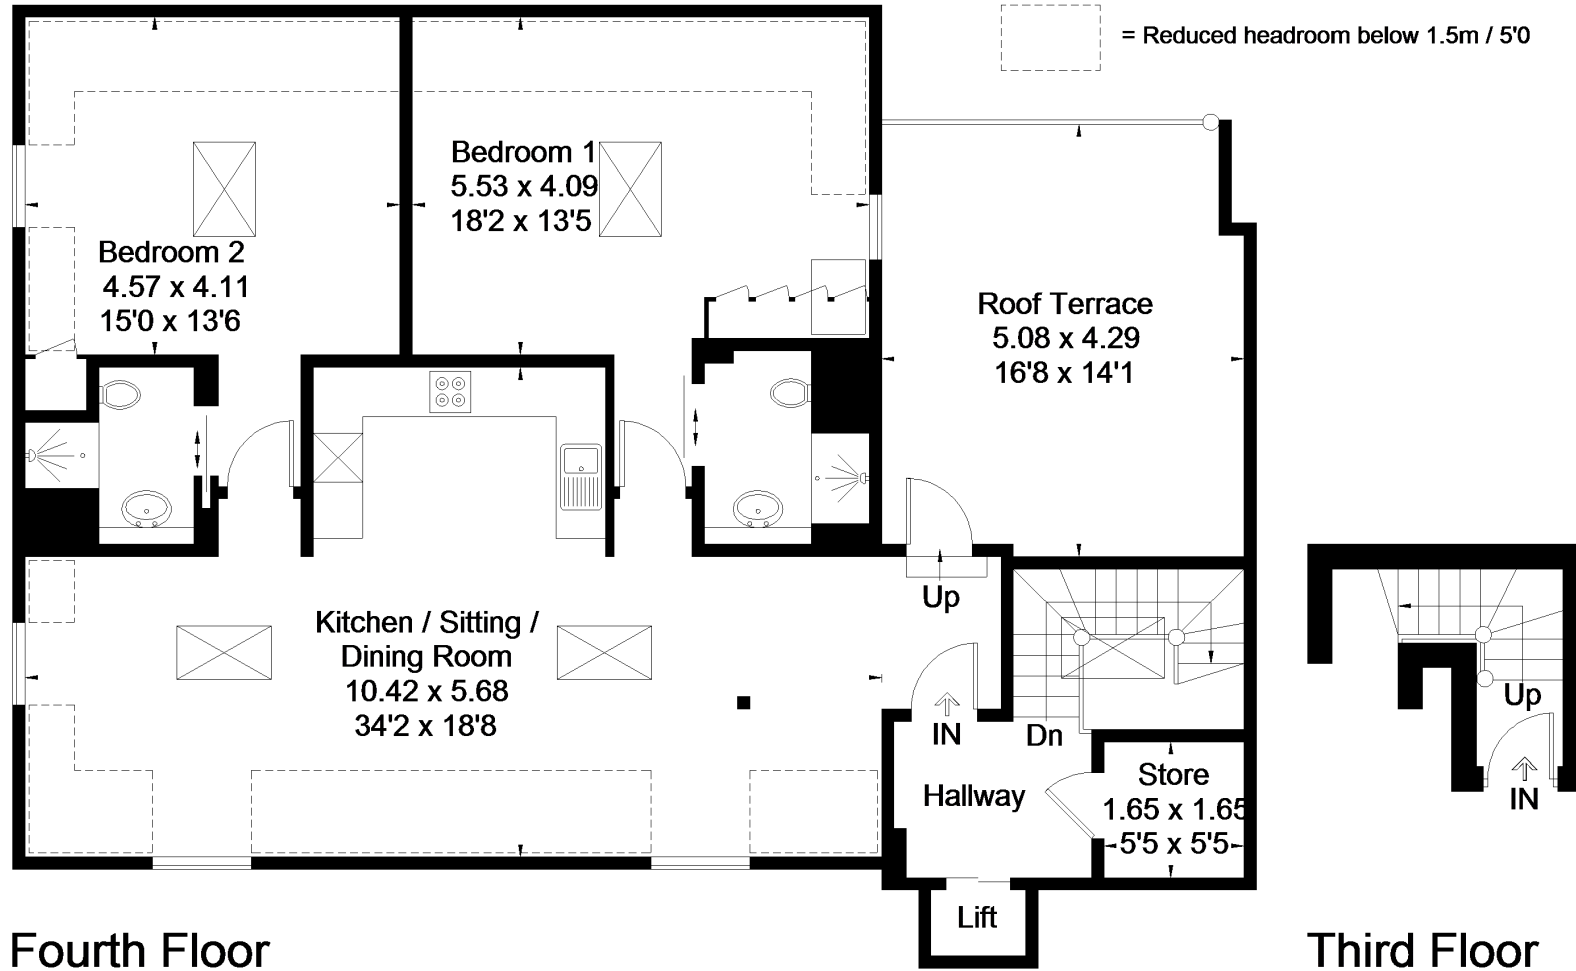 = Reduced headroom below 1.5m / 5'0
Bedroom 1
5.53 x 4.09
18'2 x 13'5
Bedroom 2
4.57 x 4.11
15'0 x 13'6
Roof Terrace
5.08 x 4.29
16'8 x 14'1
Up
Kitchen / Sitting /
Dining Room
10.42 x 5.68
34'2 x 18'8
IN
Dn
Hallway
Store
1.65 x 1.65
5'5 x 5'5
Lift
Up
IN
Fourth Floor
Third Floor